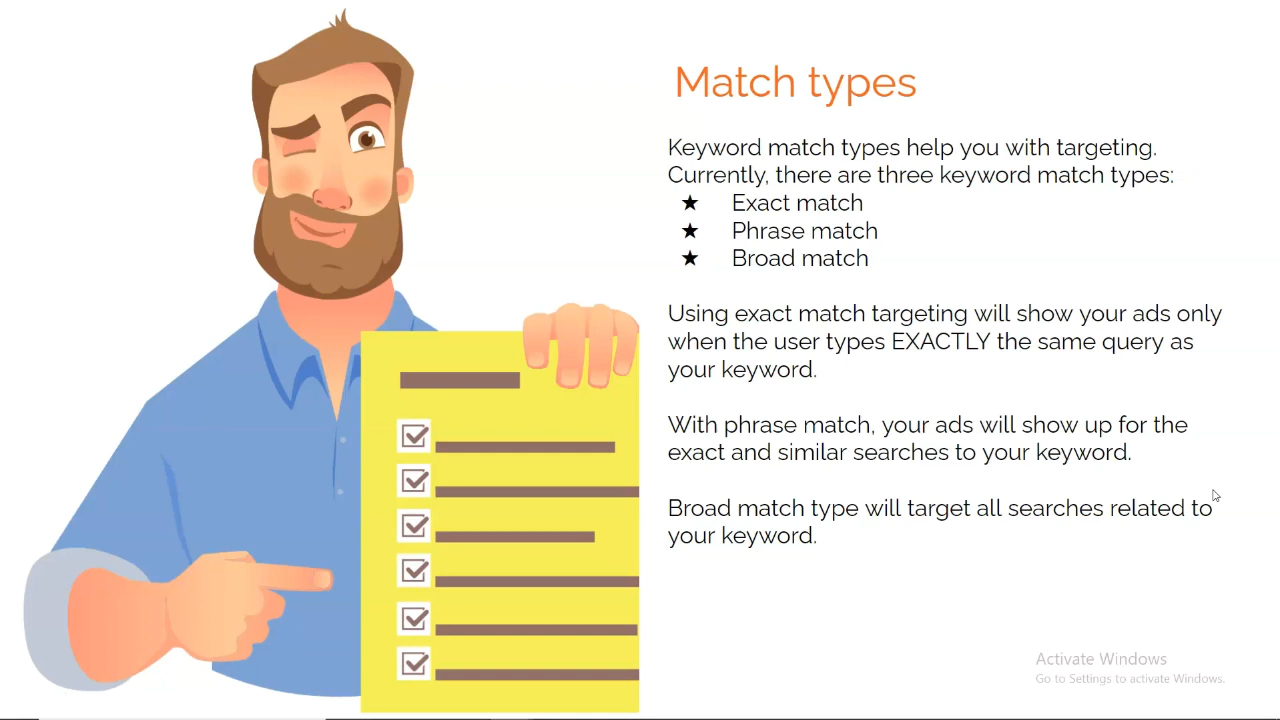 Match types
Keyword match types help you with targeting.
Currently, there are three keyword match types:
★ Exact match
★ Phrase match
★ Broad match
Using exact match targeting will show your ads only
when the user types EXACTLY the same query as
your keyword.
With phrase match, your ads will show up for the
exact and similar searches to your keyword.
Broad match type will target all searches related to
your keyword.
Activate Windows
Go to Settings to activate Windows.